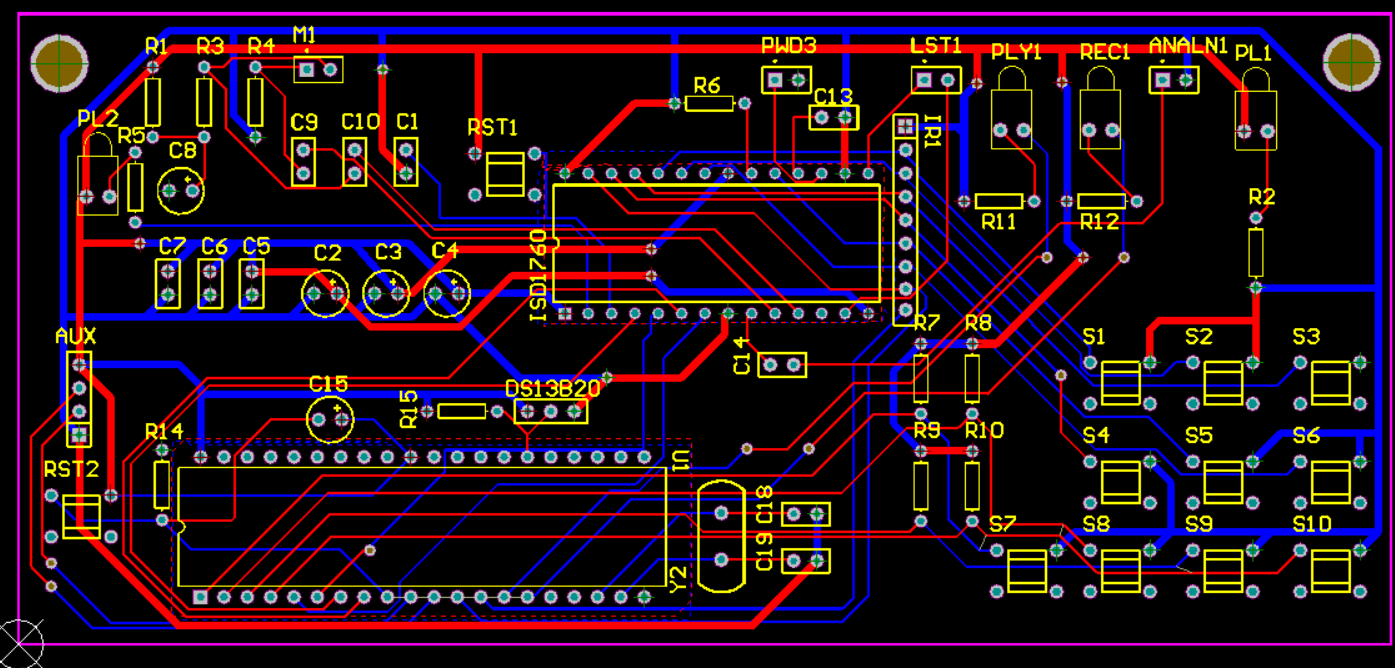 R1 R3 R4 M1 PWD3 LST1 PLY1 REC1 ANALN1 PL1
PL2 R5 C8 C9 C10 C1 RST1 R6 C13 IR1
R11 R12 R2
C7 C6 C5 C2 C3 C4 ISD1760
AUX C14 R7 R8 S1 S2 S3
C15 R15 DS13B20
R14 R9 R10 S4 S5 S6
RST2 U1
C18 S7 S8 S9 S10
C19 Y2